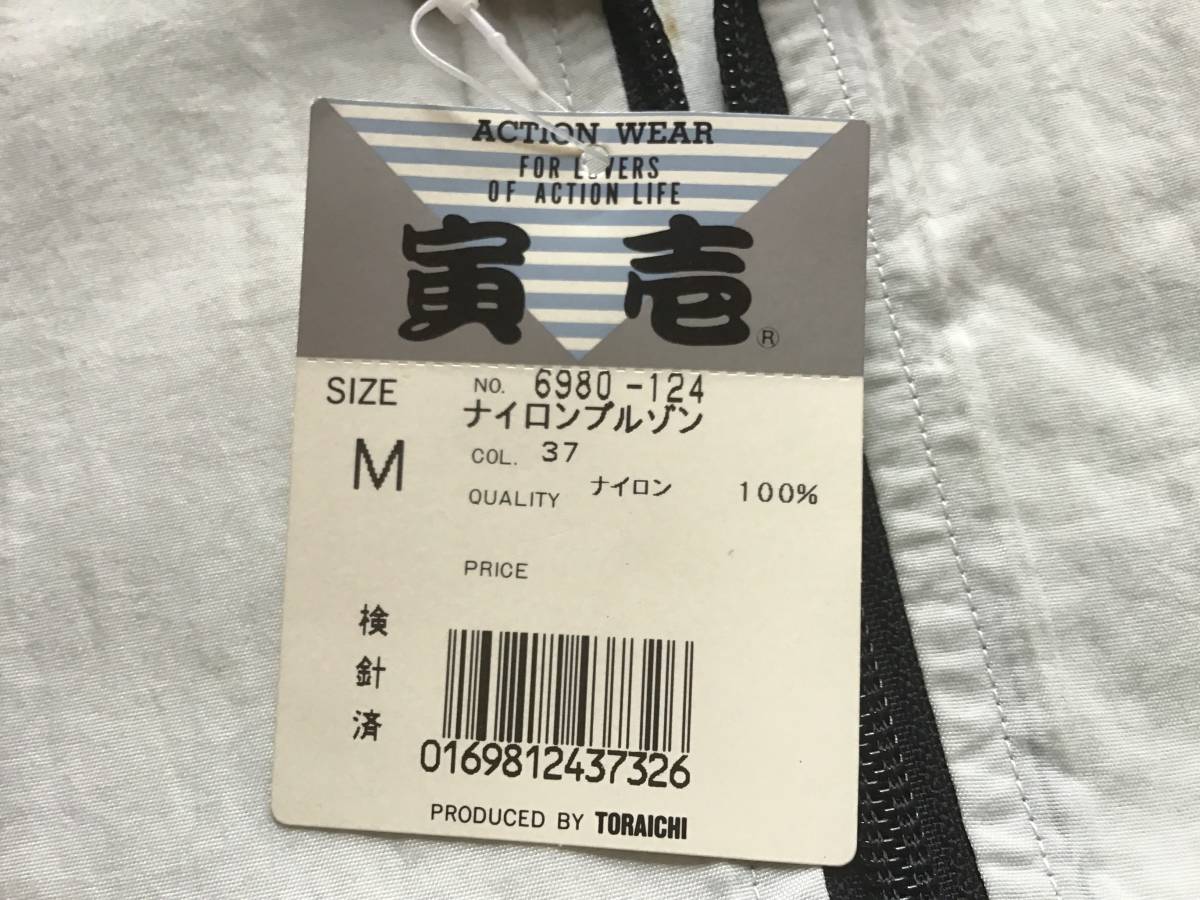 ACTION WEAR
FOR LOVERS
OF ACTION LIFE
寅壱®
SIZE
M
NO. 6980-124
ナイロンブルゾン
COL. 37
QUALITY ナイロン 100%
PRICE
検針済
0169812437326
PRODUCED BY TORAICHI